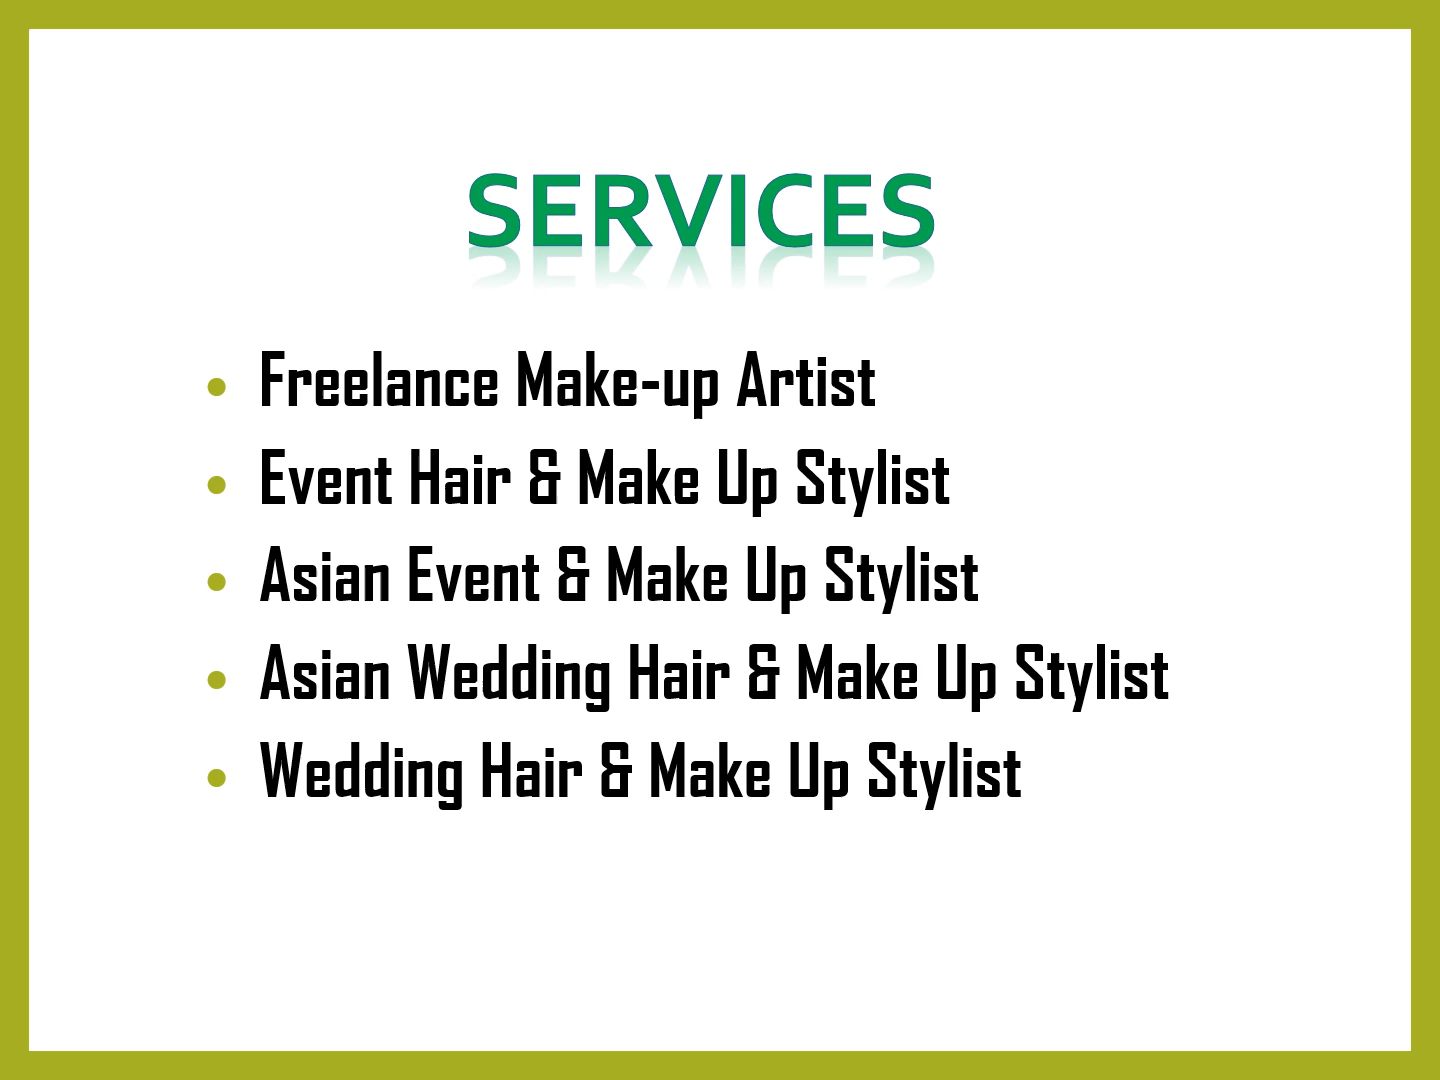 SERVICES
• Freelance Make-up Artist
• Event Hair & Make Up Stylist
• Asian Event & Make Up Stylist
• Asian Wedding Hair & Make Up Stylist
• Wedding Hair & Make Up Stylist